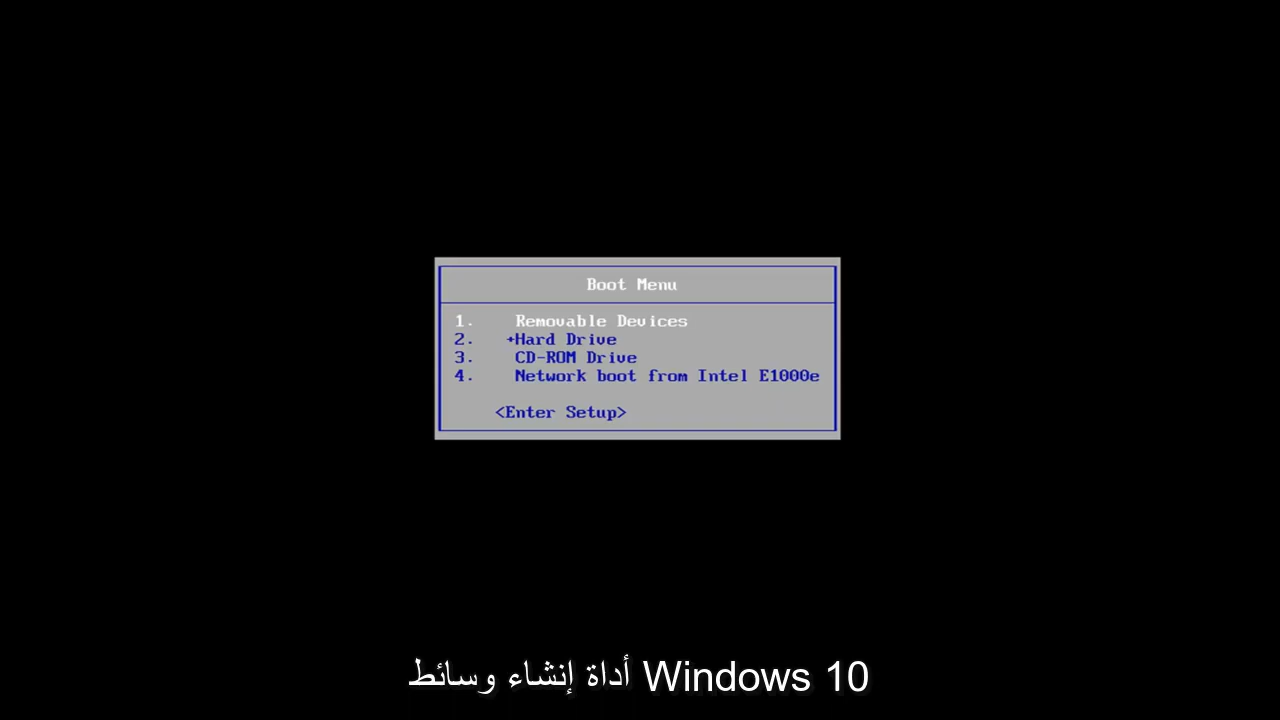 Boot Menu
1. Removable Devices
2. +Hard Drive
3. CD-ROM Drive
4. Network boot from Intel E1000e
<Enter Setup>
أداة إنشاء وسائط Windows 10